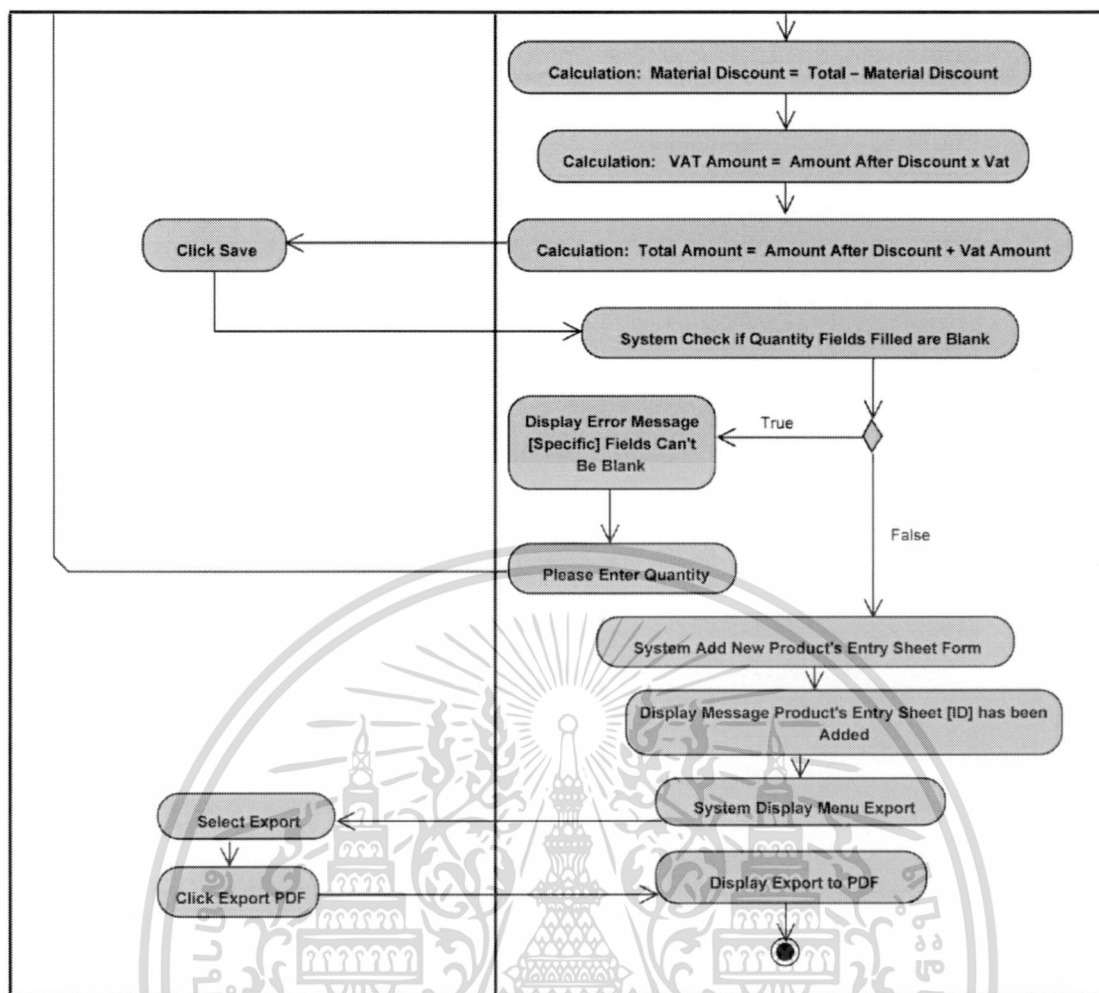 Calculation: Material Discount = Total – Material Discount
Calculation: VAT Amount = Amount After Discount x Vat
Click Save
Calculation: Total Amount = Amount After Discount + Vat Amount
System Check if Quantity Fields Filled are Blank
Display Error Message
[Specific] Fields Can't
Be Blank
True
False
Please Enter Quantity
System Add New Product's Entry Sheet Form
Display Message Product's Entry Sheet [ID] has been
Added
System Display Menu Export
Select Export
Click Export PDF
Display Export to PDF